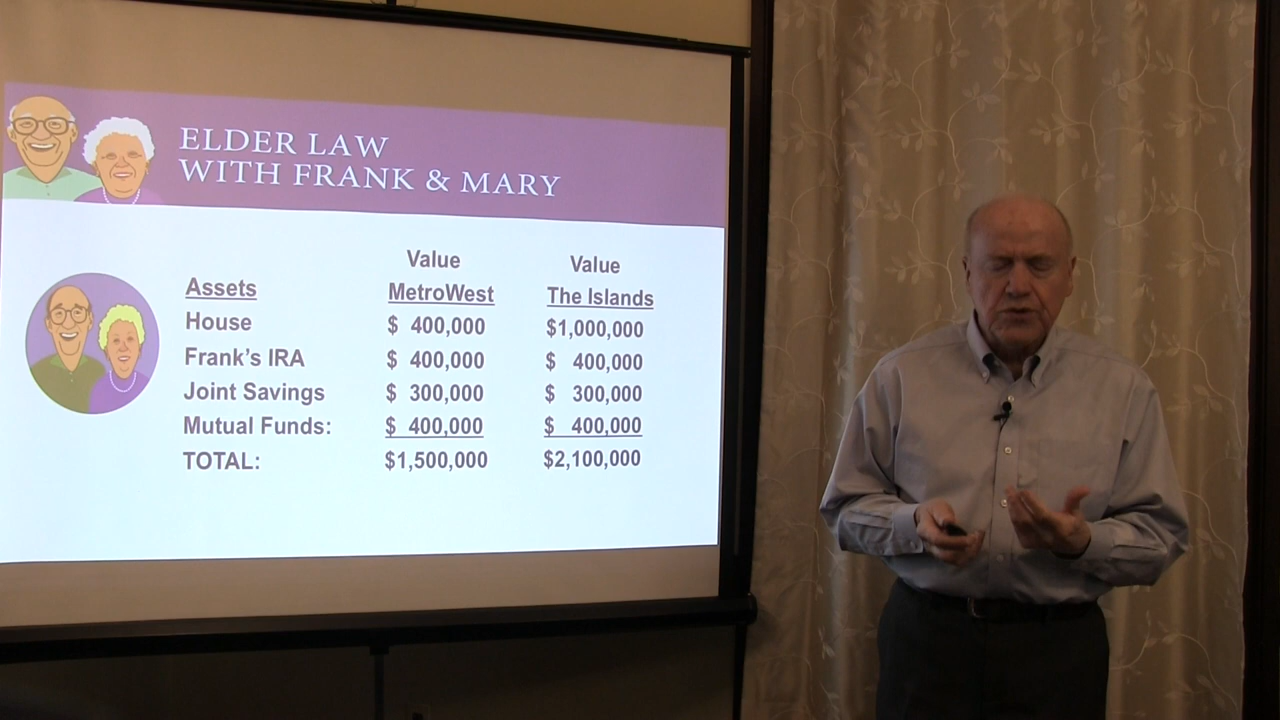 ELDER LAW
WITH FRANK & MARY
Value Value
Assets MetroWest The Islands
House $ 400,000 $1,000,000
Frank's IRA $ 400,000 $ 400,000
Joint Savings $ 300,000 $ 300,000
Mutual Funds: $ 400,000 $ 400,000
TOTAL: $1,500,000 $2,100,000